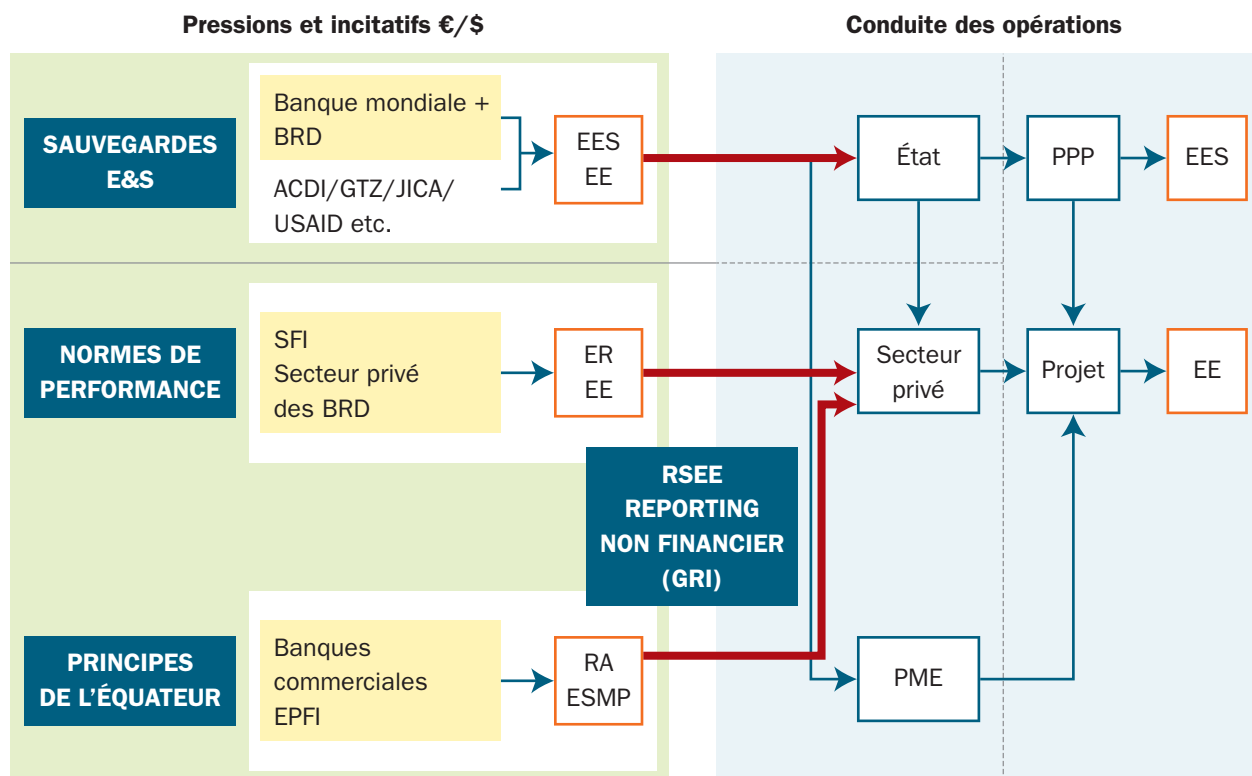 Pressions et incitatifs €/$
Conduite des opérations
SAUVEGARDES
E&S
Banque mondiale +
BRD
ACDI/GTZ/JICA/
USAID etc.
EES
EE
État
PPP
EES
NORMES DE
PERFORMANCE
SFI
Secteur privé
des BRD
ER
EE
Secteur
privé
Projet
EE
RSEE
REPORTING
NON FINANCIER
(GRI)
PRINCIPES
DE L'ÉQUATEUR
Banques
commerciales
EPFI
RA
ESMP
PME